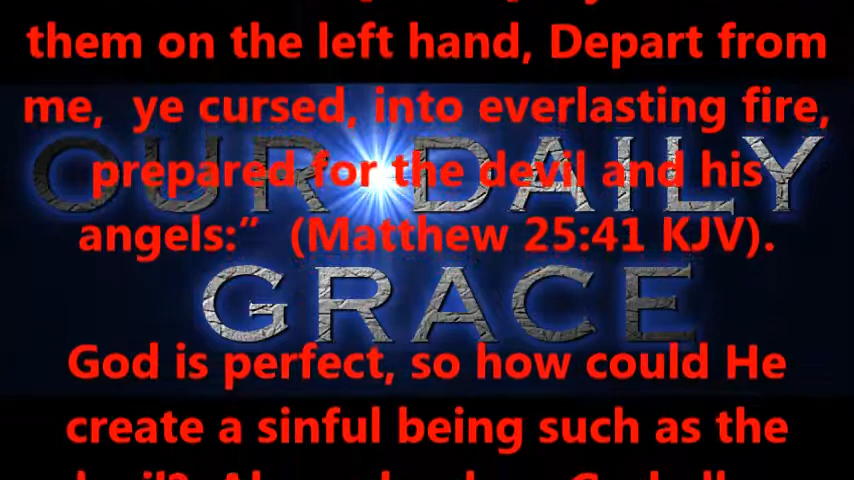 them on the left hand, Depart from
me, ye cursed, into everlasting fire,
OUR DAILY
prepared for the devil and his
angels:” (Matthew 25:41 KJV).
GRACE
God is perfect, so how could He
create a sinful being such as the